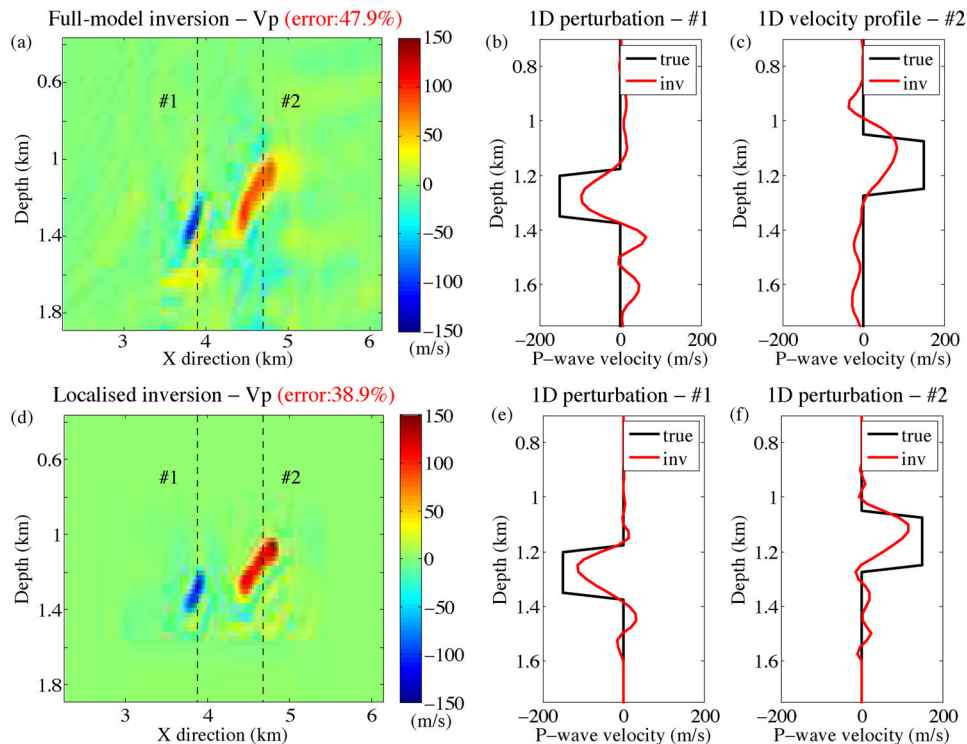 Full-model inversion – Vp (error:47.9%)
(a)
#1
#2
0.6
1
1.4
1.8
Depth (km)
3
4
5
6
X direction (km)
150
100
50
0
−50
−100
−150
(m/s)
1D perturbation – #1
(b)
true
inv
0.8
1
1.2
1.4
1.6
Depth (km)
−200
0
200
P−wave velocity (m/s)
1D velocity profile – #2
(c)
true
inv
0.8
1
1.2
1.4
1.6
Depth (km)
−200
0
200
P−wave velocity (m/s)
Localised inversion – Vp (error:38.9%)
(d)
#1
#2
0.6
1
1.4
1.8
Depth (km)
3
4
5
6
X direction (km)
150
100
50
0
−50
−100
−150
(m/s)
1D perturbation – #1
(e)
true
inv
0.8
1
1.2
1.4
1.6
Depth (km)
−200
0
200
P−wave velocity (m/s)
1D perturbation – #2
(f)
true
inv
0.8
1
1.2
1.4
1.6
Depth (km)
−200
0
200
P−wave velocity (m/s)